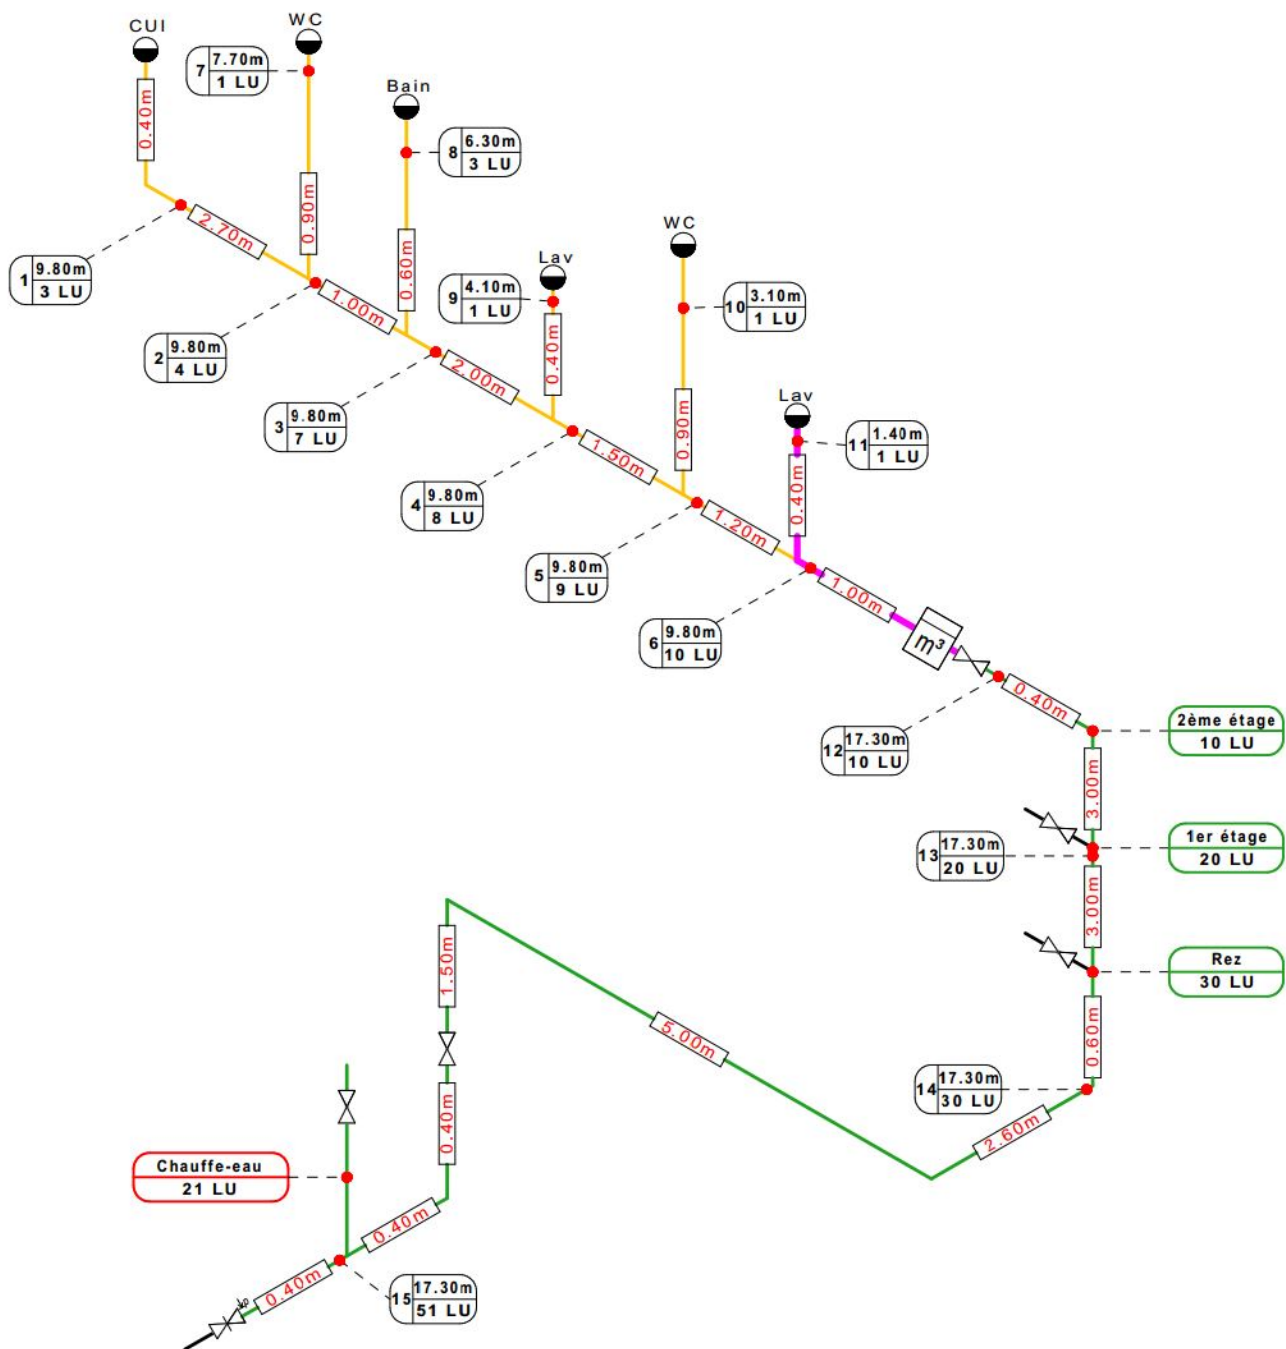 CUI
WC
7 7.70m
1 LU
Bain
0.40m
8 6.30m
3 LU
0.90m
WC
2.70m
Lav
1 9.80m
3 LU
0.60m
9 4.10m
1 LU
10 3.10m
1 LU
1.00m
2 9.80m
4 LU
0.40m
2.00m
Lav
3 9.80m
7 LU
0.90m
11 1.40m
1 LU
1.50m
0.40m
4 9.80m
8 LU
1.20m
5 9.80m
9 LU
1.00m
6 9.80m
10 LU
m³
0.40m
2ème étage
10 LU
12 17.30m
10 LU
3.00m
1er étage
20 LU
13 17.30m
20 LU
3.00m
1.50m
Rez
30 LU
5.00m
0.60m
14 17.30m
30 LU
0.40m
2.60m
Chauffe-eau
21 LU
0.40m
0.40m
15 17.30m
51 LU